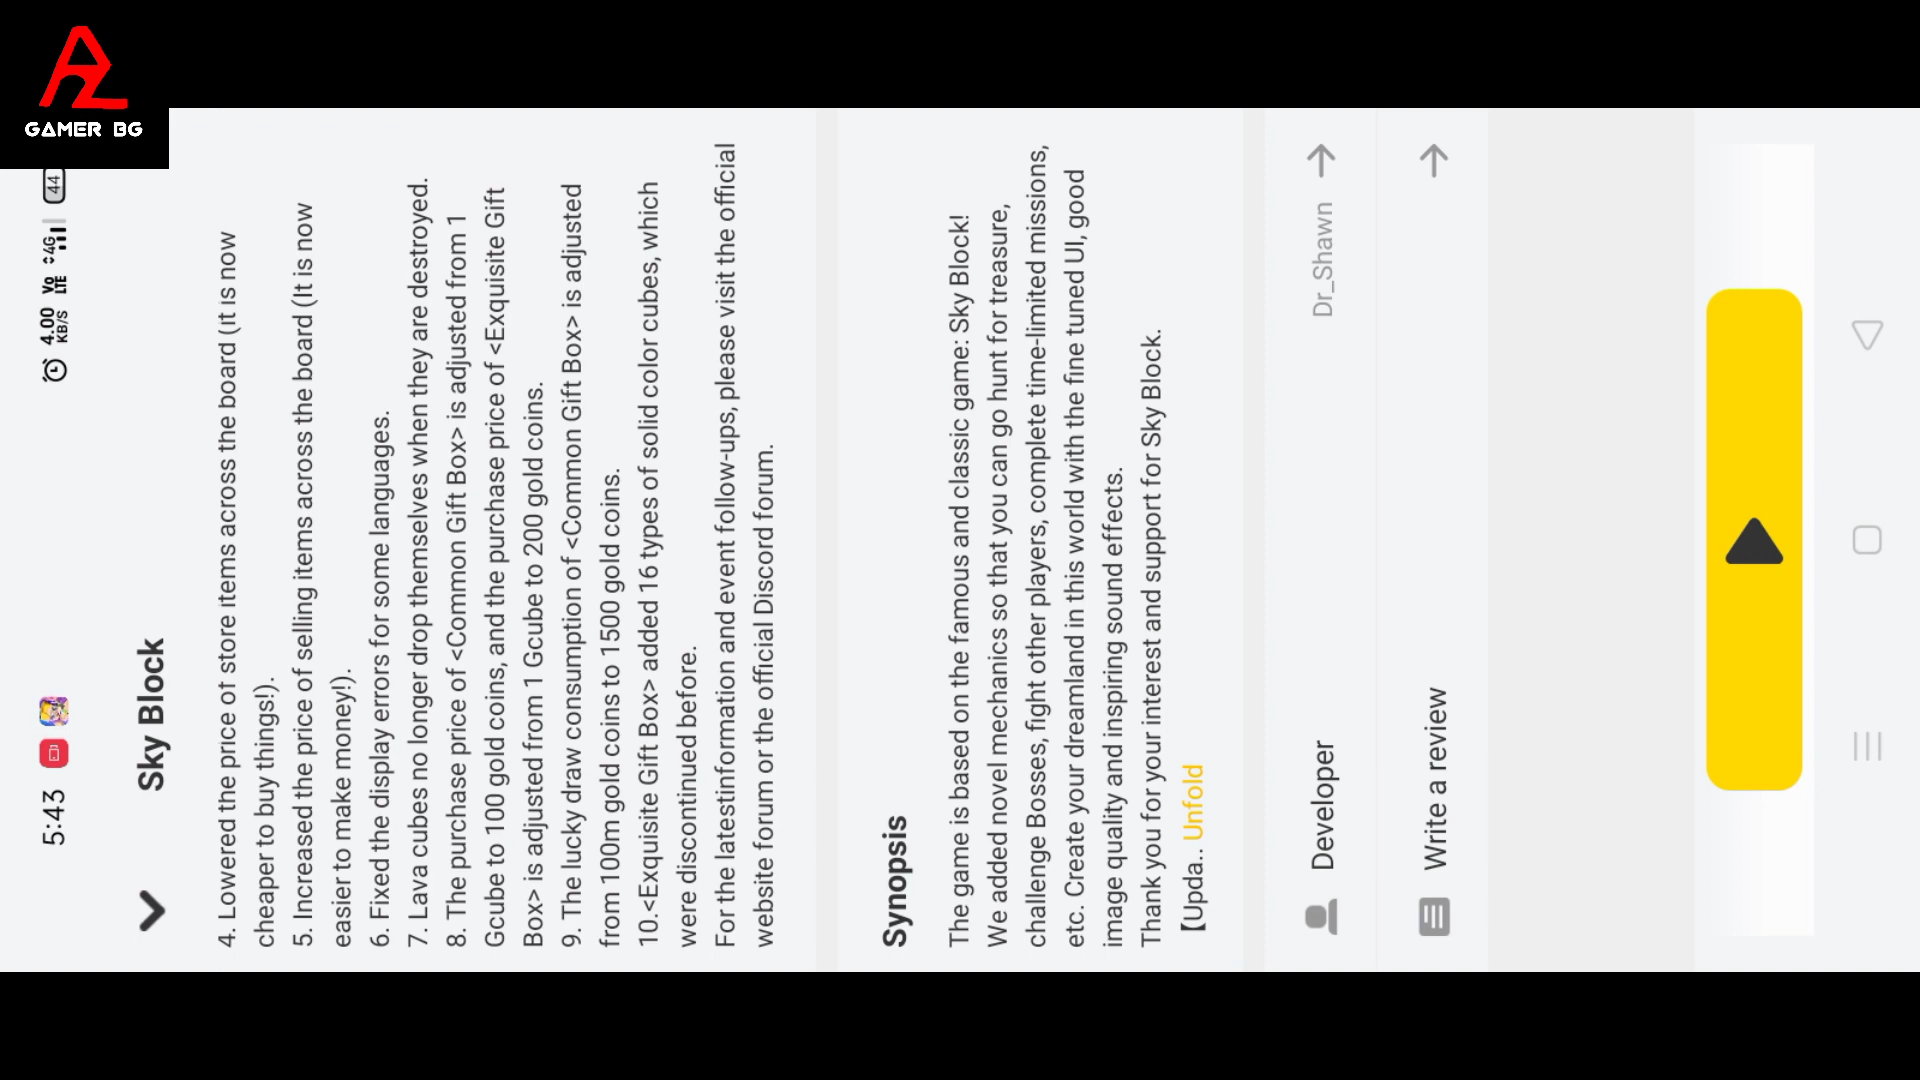 GAMER BG
5:43
4.00 KB/S
Vo LTE
4G
44
Sky Block
4. Lowered the price of store items across the board (it is now
cheaper to buy things!).
5. Increased the price of selling items across the board (It is now
easier to make money!).
6. Fixed the display errors for some languages.
7. Lava cubes no longer drop themselves when they are destroyed.
8. The purchase price of <Common Gift Box> is adjusted from 1
Gcube to 100 gold coins, and the purchase price of <Exquisite Gift
Box> is adjusted from 1 Gcube to 200 gold coins.
9. The lucky draw consumption of <Common Gift Box> is adjusted
from 100m gold coins to 1500 gold coins.
10.<Exquisite Gift Box> added 16 types of solid color cubes, which
were discontinued before.
For the latestinformation and event follow-ups, please visit the official
website forum or the official Discord forum.
Synopsis
The game is based on the famous and classic game: Sky Block!
We added novel mechanics so that you can go hunt for treasure,
challenge Bosses, fight other players, complete time-limited missions,
etc. Create your dreamland in this world with the fine tuned UI, good
image quality and inspiring sound effects.
Thank you for your interest and support for Sky Block.
【Upda.. Unfold
Developer Dr_Shawn
Write a review